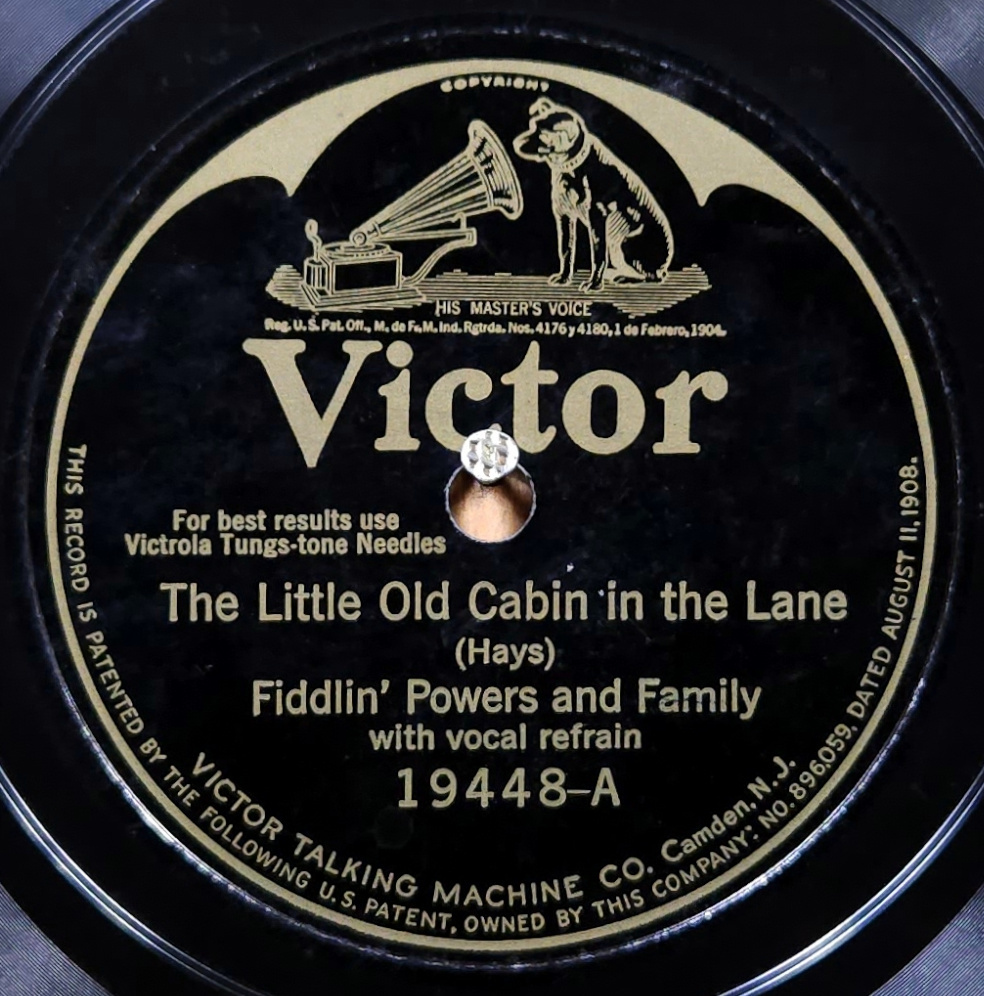 COPYRIGHT
HIS MASTER'S VOICE
Reg. U. S. Pat. Off., M. de F. M. Ind. Rgtrda. Nos. 4176 y 4180, 1 de Febrero, 1904.
Victor
For best results use
Victrola Tungs-tone Needles
The Little Old Cabin in the Lane
(Hays)
Fiddlin' Powers and Family
with vocal refrain
19448-A
VICTOR TALKING MACHINE CO. Camden, N. J.
THIS RECORD IS PATENTED BY THE FOLLOWING U. S. PATENT, OWNED BY THIS COMPANY: NO. 896,059, DATED AUGUST 11, 1908.